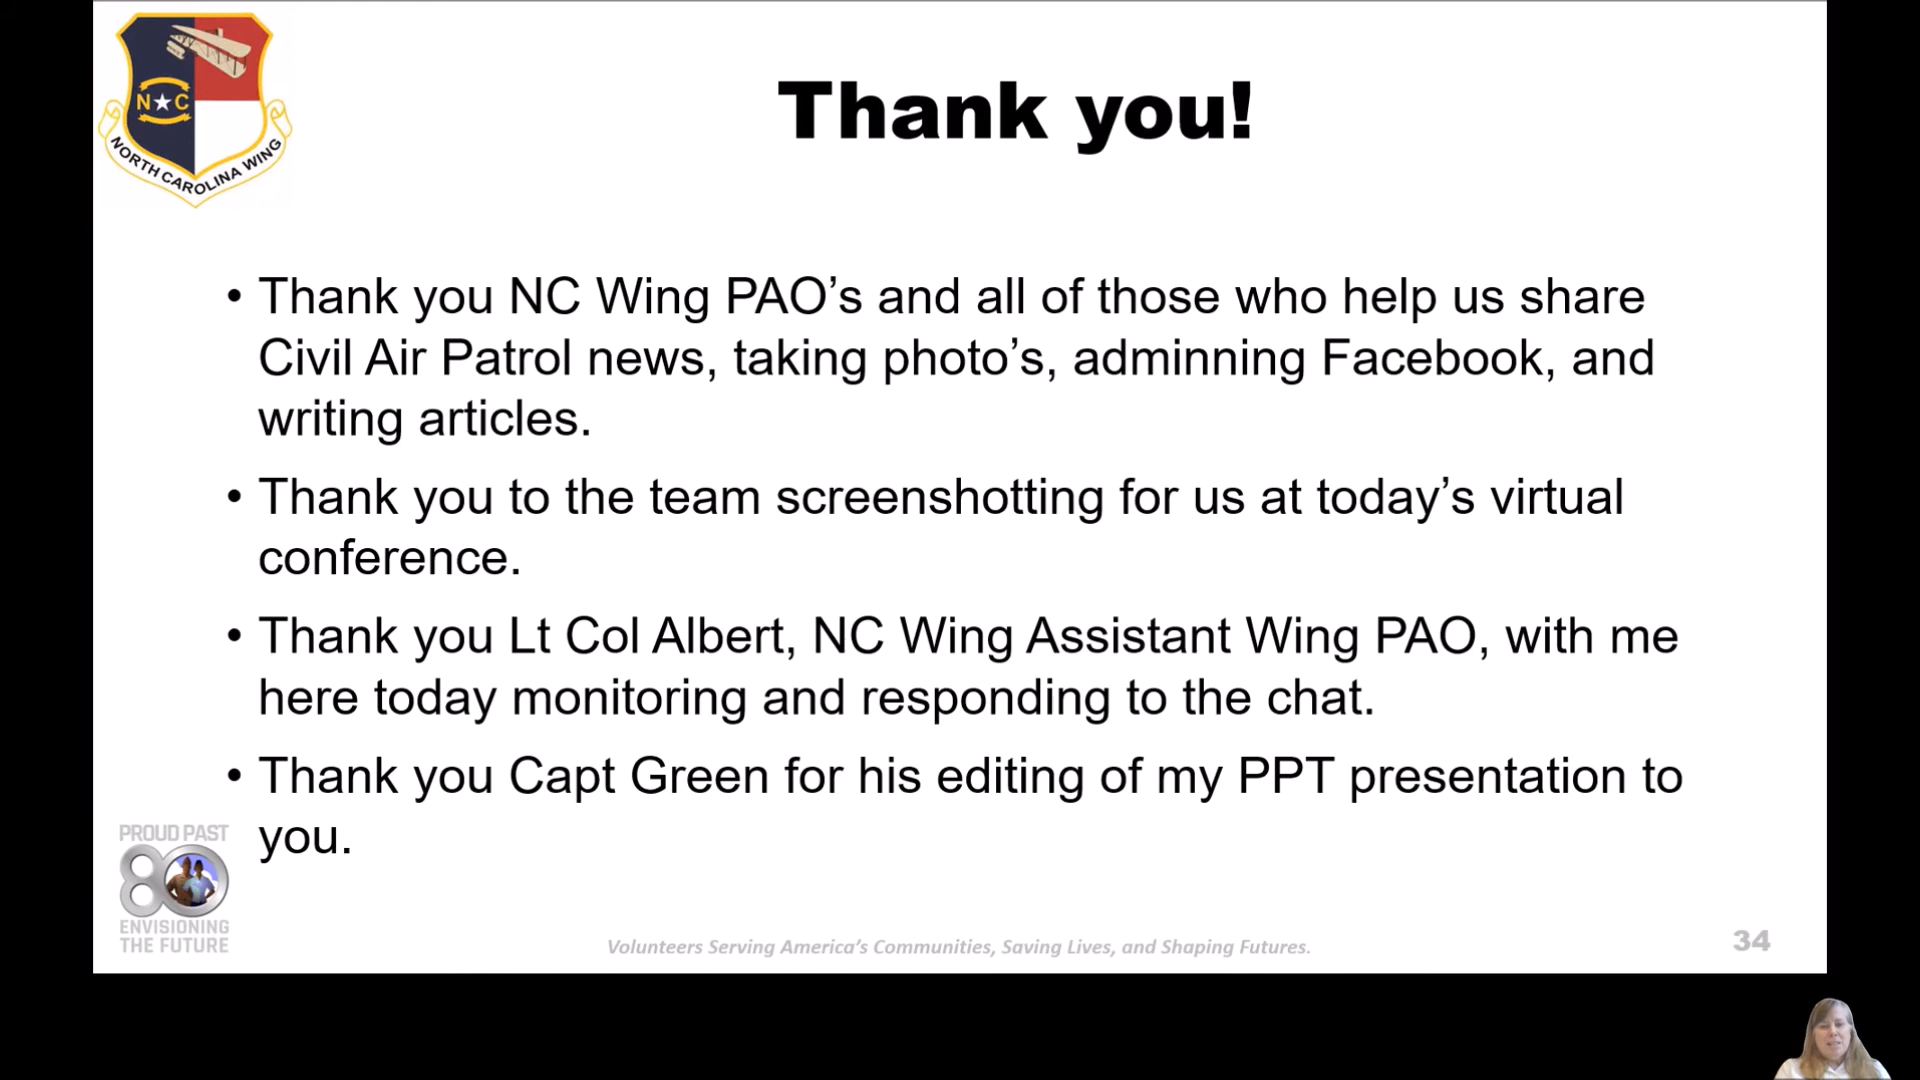 N★C
NORTH CAROLINA WING
Thank you!
• Thank you NC Wing PAO’s and all of those who help us share
Civil Air Patrol news, taking photo’s, adminning Facebook, and
writing articles.
• Thank you to the team screenshotting for us at today’s virtual
conference.
• Thank you Lt Col Albert, NC Wing Assistant Wing PAO, with me
here today monitoring and responding to the chat.
• Thank you Capt Green for his editing of my PPT presentation to
you.
PROUD PAST
80
ENVISIONING
THE FUTURE
Volunteers Serving America’s Communities, Saving Lives, and Shaping Futures.
34